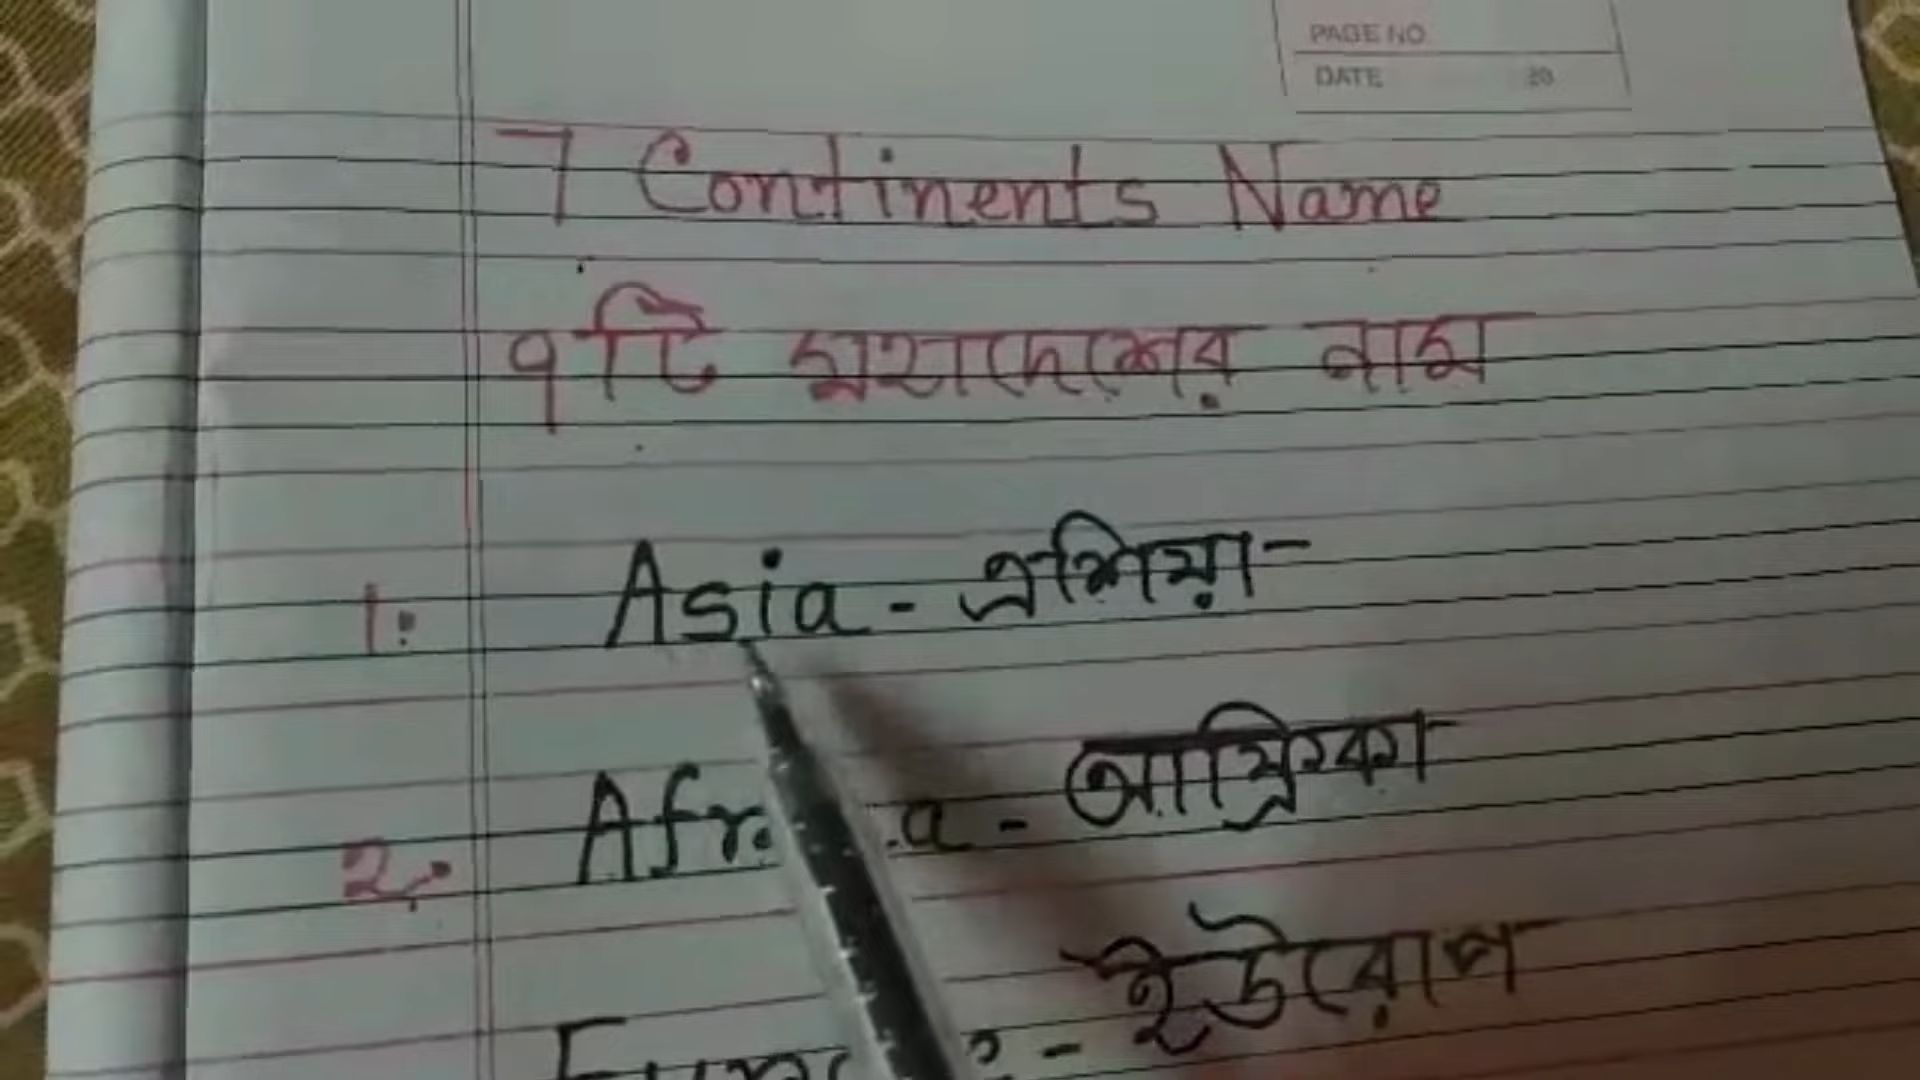 PAGE NO
DATE 20
7 Continents Name
৭টি মহাদেশের নাম
1. Asia - এশিয়া
2. - আফ্রিকা
- ইউরোপ